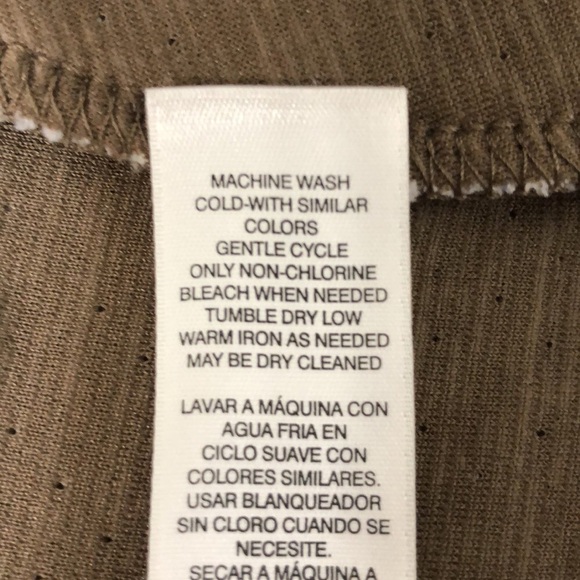 MACHINE WASH
COLD-WITH SIMILAR
COLORS
GENTLE CYCLE
ONLY NON-CHLORINE
BLEACH WHEN NEEDED
TUMBLE DRY LOW
WARM IRON AS NEEDED
MAY BE DRY CLEANED
LAVAR A MÁQUINA CON
AGUA FRIA EN
CICLO SUAVE CON
COLORES SIMILARES.
USAR BLANQUEADOR
SIN CLORO CUANDO SE
NECESITE.
SECAR A MÁQUINA A